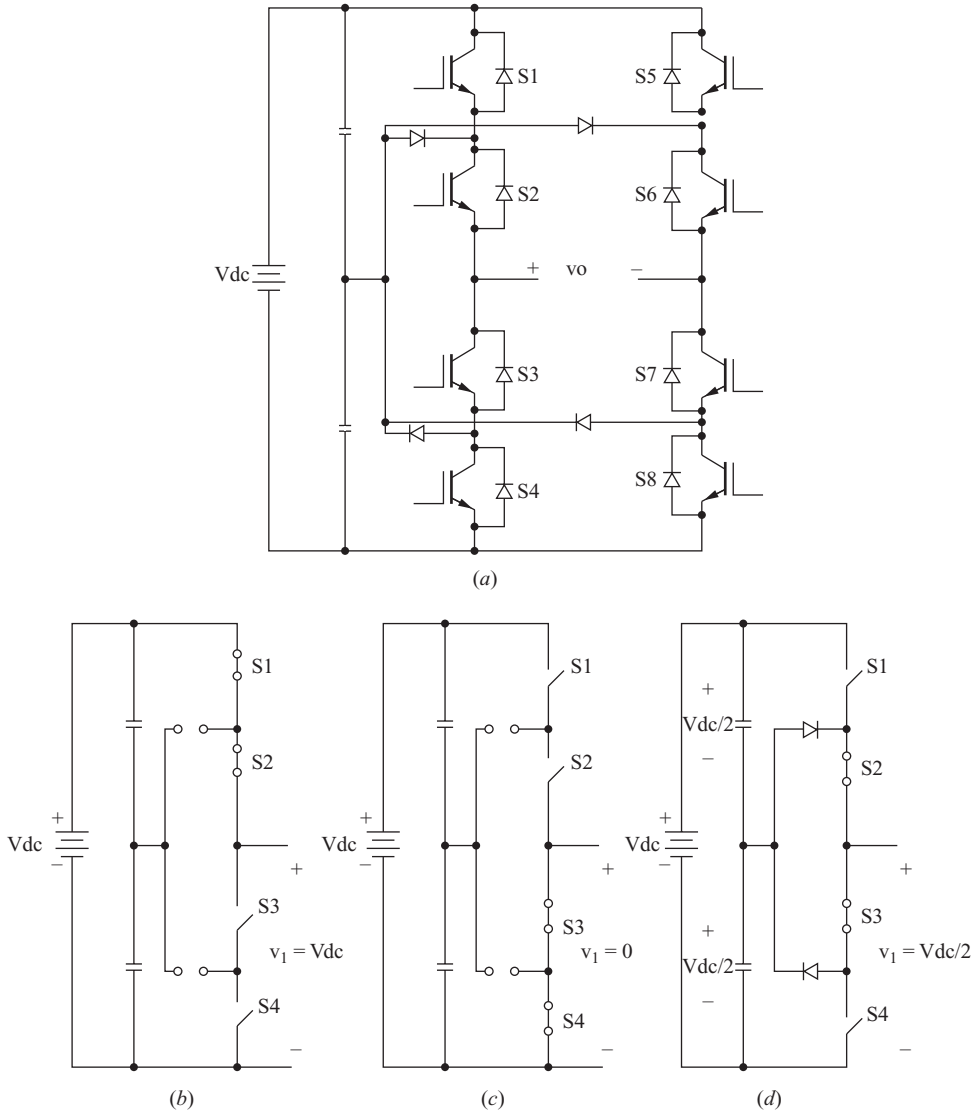 S1
S5
S2
S6
Vdc
+ vo −
S3
S7
S4
S8
(a)
S1
S2
+
Vdc
−
+
S3
v1 = Vdc
S4
−
(b)
S1
S2
+
Vdc
−
+
S3
v1 = 0
S4
−
(c)
S1
+
Vdc/2
−
S2
+
Vdc
−
+
S3
+
Vdc/2
−
v1 = Vdc/2
S4
−
(d)